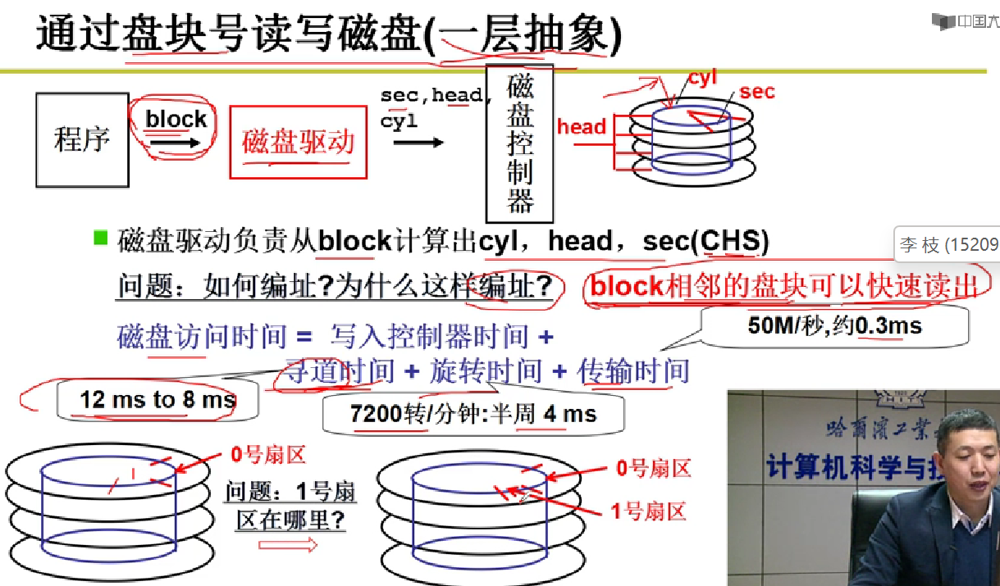 通过盘块号读写磁盘(一层抽象)
中国大
程序
block
磁盘驱动
sec,head,
cyl
磁盘控制器
head
cyl
sec
磁盘驱动负责从block计算出cyl，head，sec(CHS)
李 枝 (15209
问题：如何编址?为什么这样编址?
block相邻的盘块可以快速读出
50M/秒,约0.3ms
磁盘访问时间 = 写入控制器时间 +
寻道时间 + 旋转时间 + 传输时间
12 ms to 8 ms
7200转/分钟:半周 4 ms
0号扇区
问题：1号扇
区在哪里?
0号扇区
1号扇区
哈爾濱工業
计算机科学与技